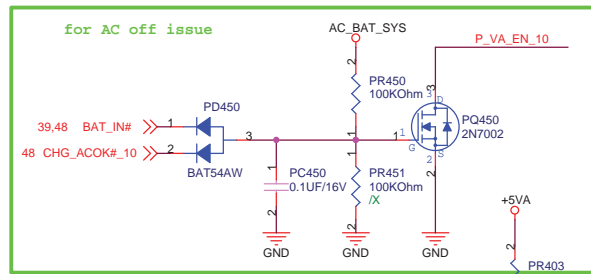 for AC off issue
AC_BAT_SYS
P_VA_EN_10
2
PR450
100KOhm
1
3
D
PD450
PQ450
2N7002
39,48 BAT_IN# 1
3
1
G
48 CHG_ACOK#_10 2
S
2
BAT54AW
1
PC450
0.1UF/16V
2
1
PR451
100KOhm
/X
2
2
+5VA
GND
GND
GND
2
PR403